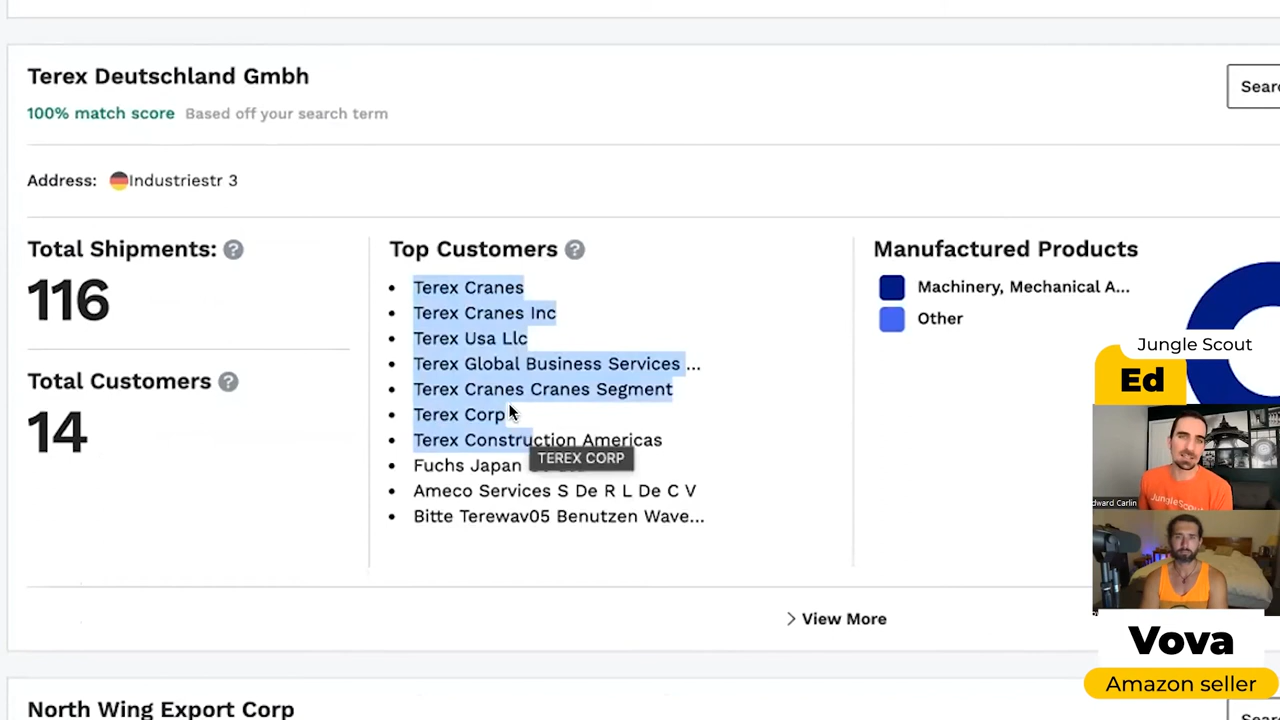 Terex Deutschland Gmbh
100% match score Based off your search term
Address: Industriestr 3
Total Shipments: ?
116
Total Customers ?
14
Top Customers ?
Terex Cranes
Terex Cranes Inc
Terex Usa Llc
Terex Global Business Services ...
Terex Cranes Cranes Segment
Terex Corp
Terex Construction Americas
TEREX CORP
Fuchs Japan
Ameco Services S De R L De C V
Bitte Terewav05 Benutzen Wave...
Manufactured Products
Machinery, Mechanical A...
Other
View More
North Wing Export Corp
Jungle Scout
Ed
dward Carlin
Vova
Amazon seller